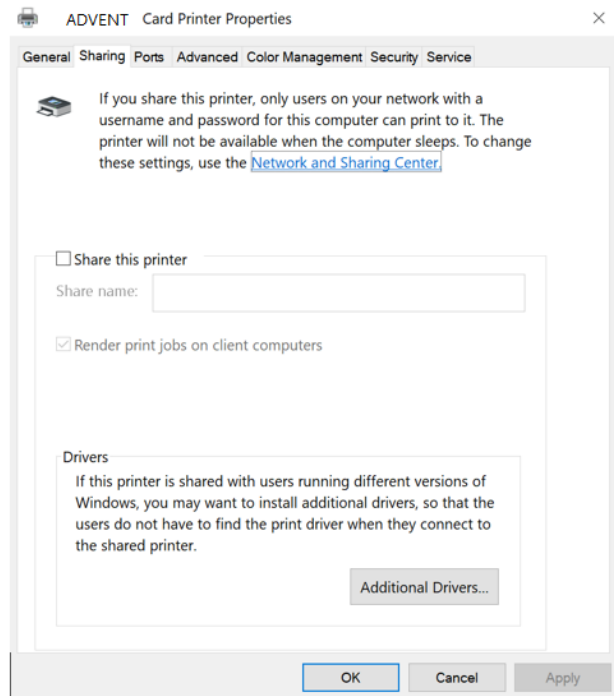 ADVENT Card Printer Properties
General Sharing Ports Advanced Color Management Security Service
If you share this printer, only users on your network with a
username and password for this computer can print to it. The
printer will not be available when the computer sleeps. To change
these settings, use the Network and Sharing Center.
Share this printer
Share name:
Render print jobs on client computers
Drivers
If this printer is shared with users running different versions of
Windows, you may want to install additional drivers, so that the
users do not have to find the print driver when they connect to
the shared printer.
Additional Drivers...
OK Cancel Apply